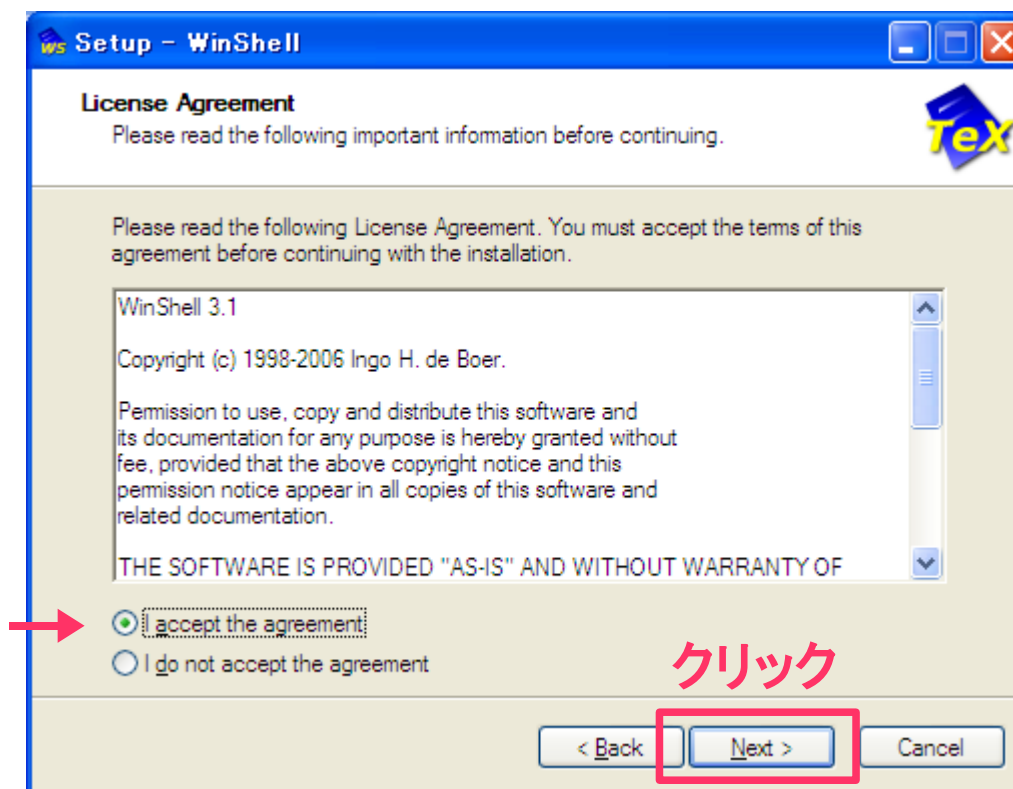 WS Setup - WinShell
License Agreement
Please read the following important information before continuing.
TeX
Please read the following License Agreement. You must accept the terms of this
agreement before continuing with the installation.
WinShell 3.1
Copyright (c) 1998-2006 Ingo H. de Boer.
Permission to use, copy and distribute this software and
its documentation for any purpose is hereby granted without
fee, provided that the above copyright notice and this
permission notice appear in all copies of this software and
related documentation.
THE SOFTWARE IS PROVIDED "AS-IS" AND WITHOUT WARRANTY OF
I accept the agreement
I do not accept the agreement
クリック
< Back
Next >
Cancel